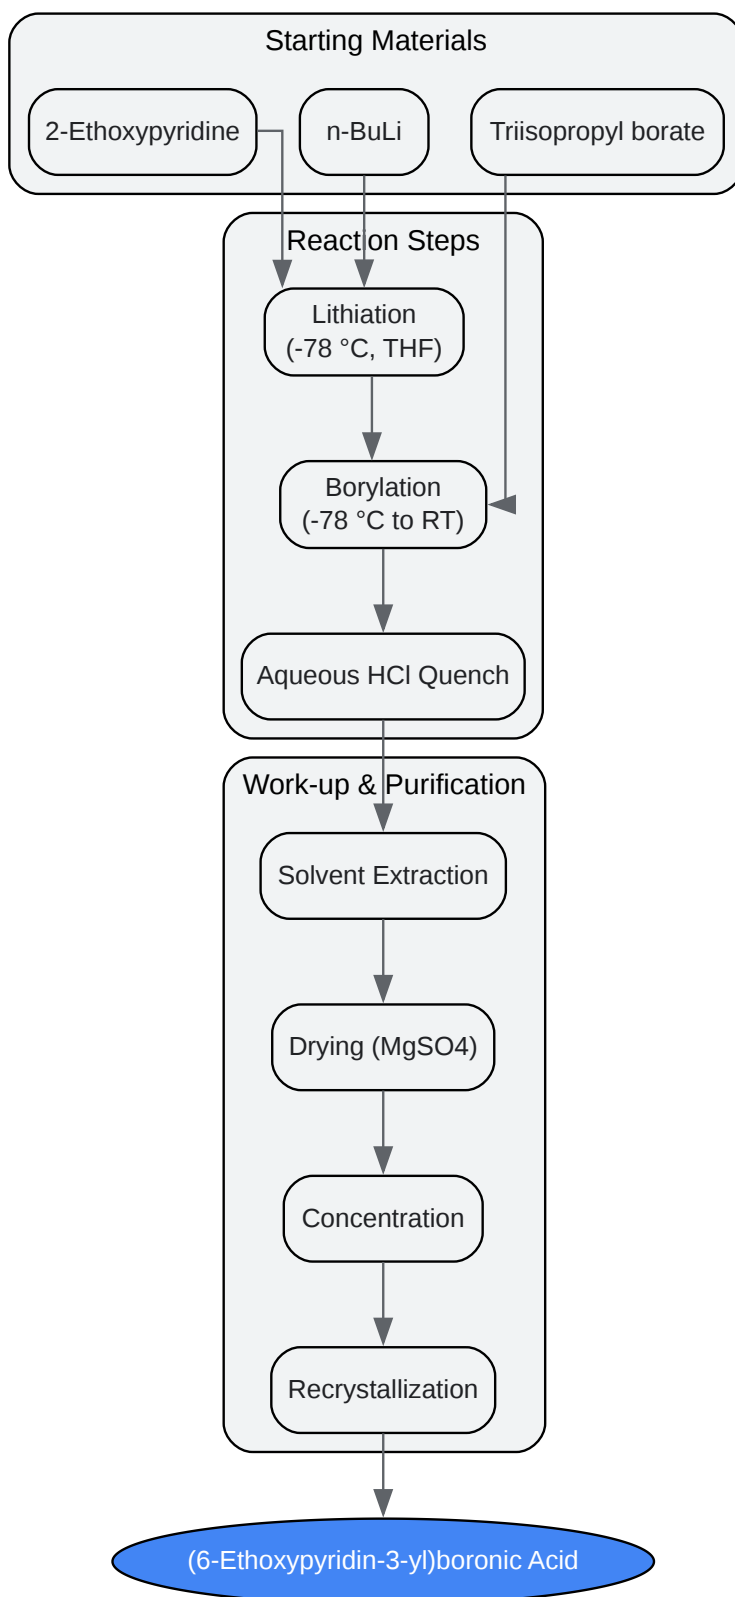 Starting Materials
2-Ethoxypyridine
n-BuLi
Triisopropyl borate
Reaction Steps
Lithiation
(-78 °C, THF)
Borylation
(-78 °C to RT)
Aqueous HCl Quench
Work-up & Purification
Solvent Extraction
Drying (MgSO4)
Concentration
Recrystallization
(6-Ethoxypyridin-3-yl)boronic Acid